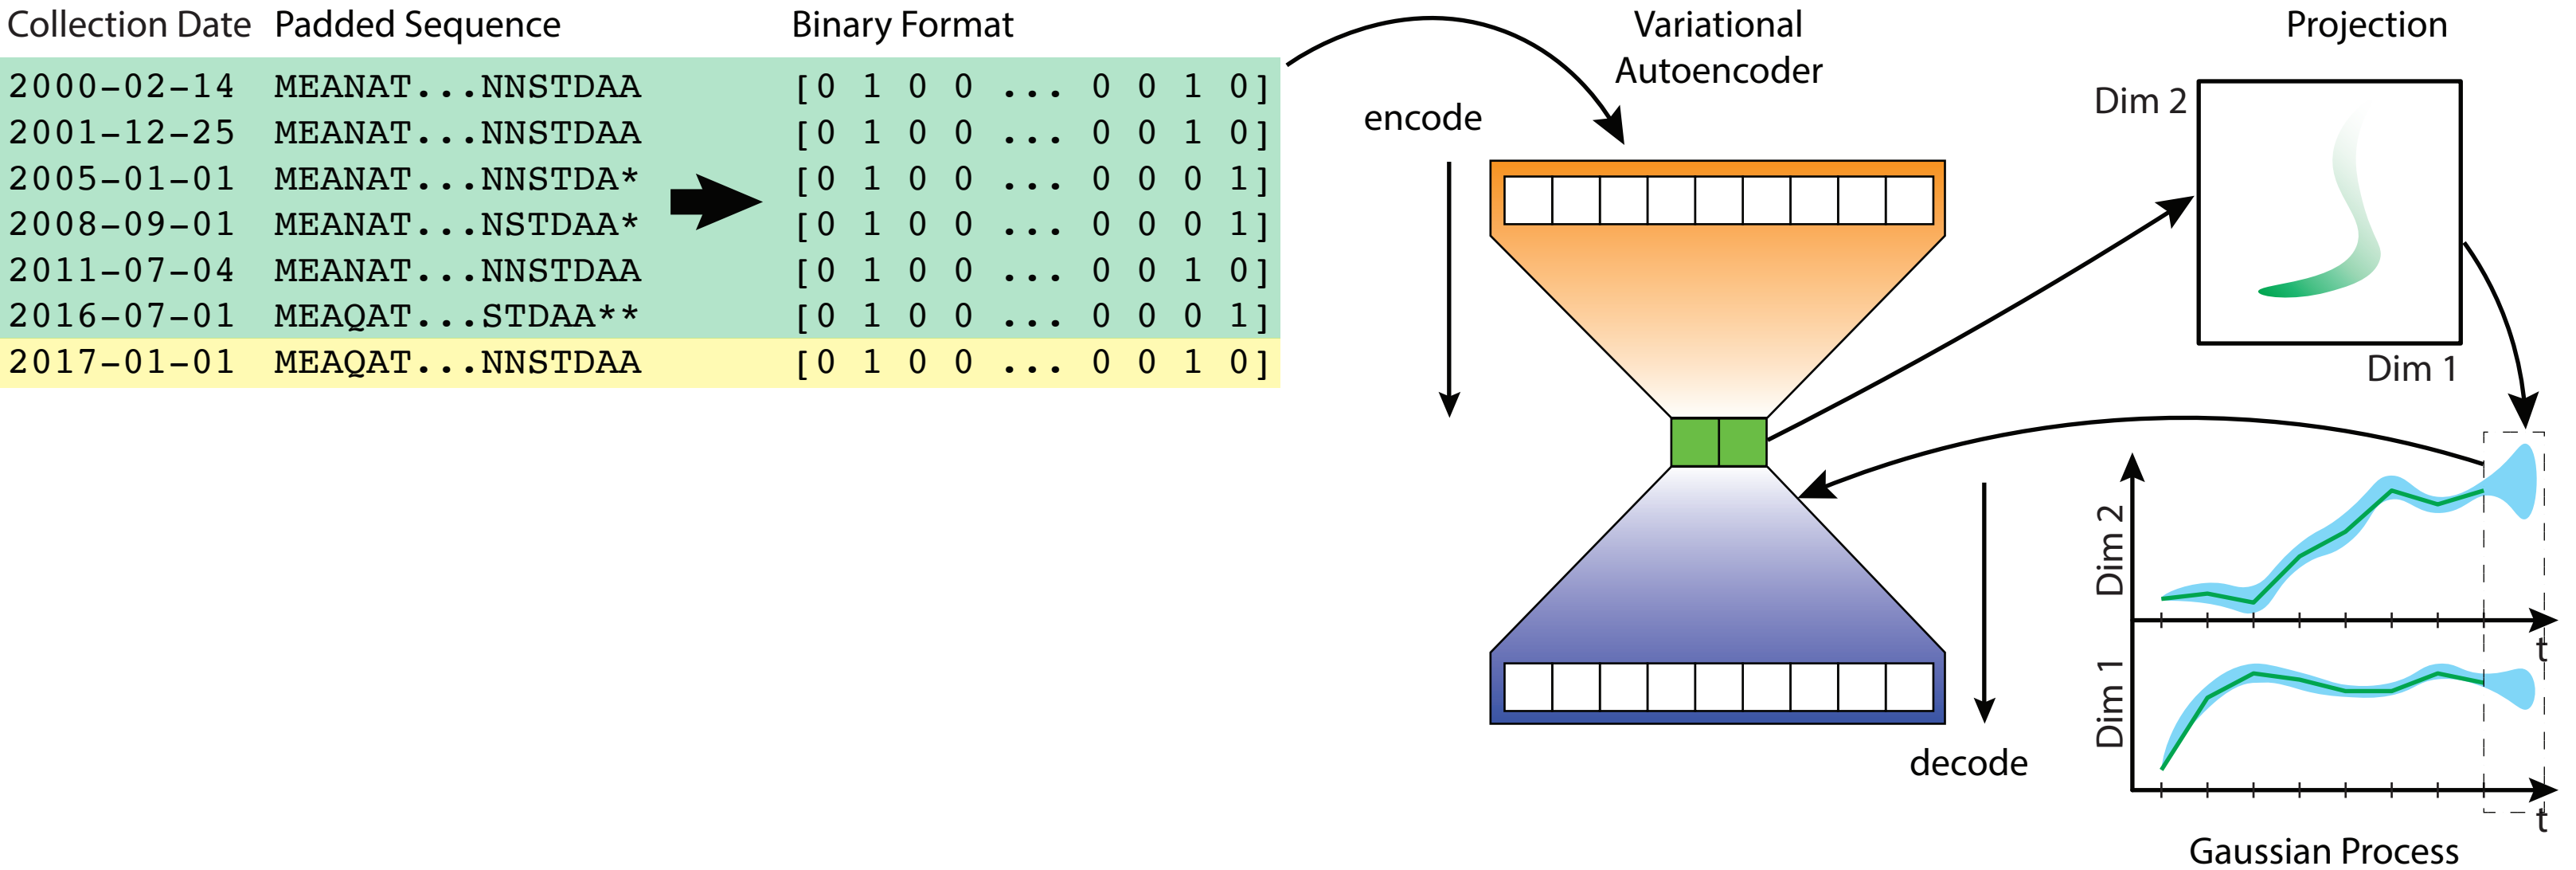 Collection Date Padded Sequence Binary Format
2000-02-14 MEANAT...NNSTDAA [0 1 0 0 ... 0 0 1 0]
2001-12-25 MEANAT...NNSTDAA [0 1 0 0 ... 0 0 1 0]
2005-01-01 MEANAT...NNSTDA* [0 1 0 0 ... 0 0 0 1]
2008-09-01 MEANAT...NSTDAA* [0 1 0 0 ... 0 0 0 1]
2011-07-04 MEANAT...NNSTDAA [0 1 0 0 ... 0 0 1 0]
2016-07-01 MEAQAT...STDAA** [0 1 0 0 ... 0 0 0 1]
2017-01-01 MEAQAT...NNSTDAA [0 1 0 0 ... 0 0 1 0]
Variational
Autoencoder
encode
decode
Projection
Dim 2
Dim 1
Dim 2
t
Dim 1
t
Gaussian Process